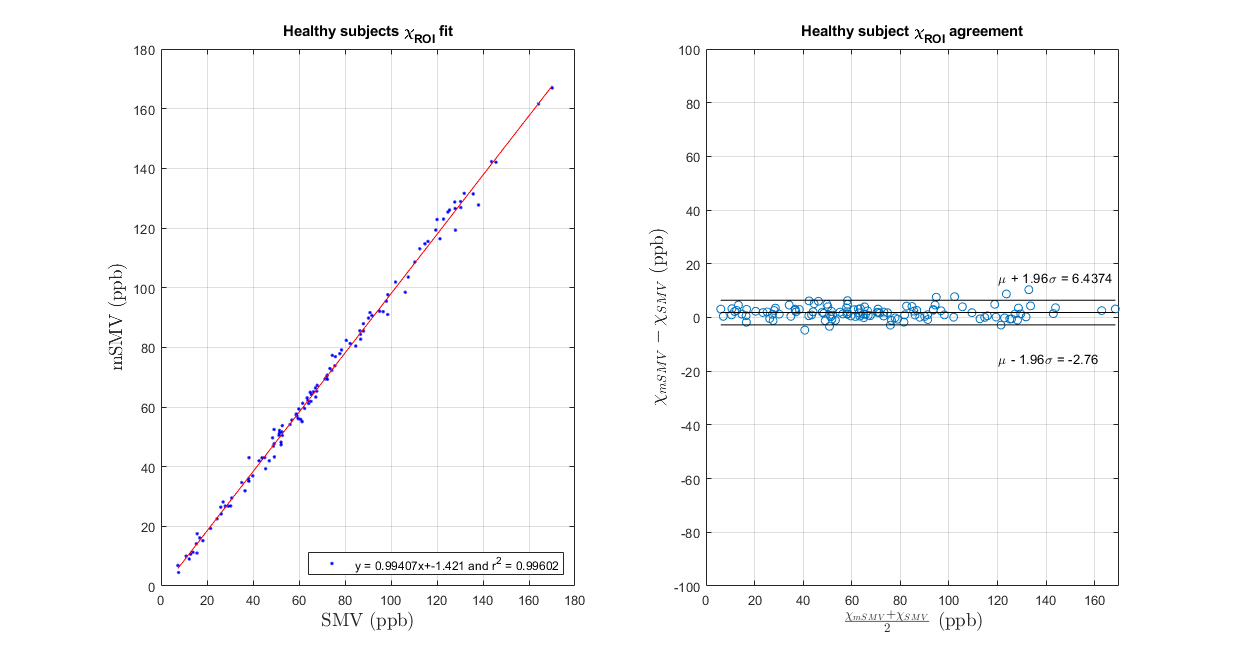 Healthy subjects χROI fit
180
160
140
120
100
80
60
40
20
0
mSMV (ppb)
y = 0.99407x+-1.421 and r2 = 0.99602
0 20 40 60 80 100 120 140 160 180
SMV (ppb)
Healthy subject χROI agreement
100
80
60
40
20
0
-20
-40
-60
-80
-100
χmSMV − χSMV (ppb)
μ + 1.96σ = 6.4374
μ - 1.96σ = -2.76
0 20 40 60 80 100 120 140 160
χmSMV+χSMV
2
(ppb)